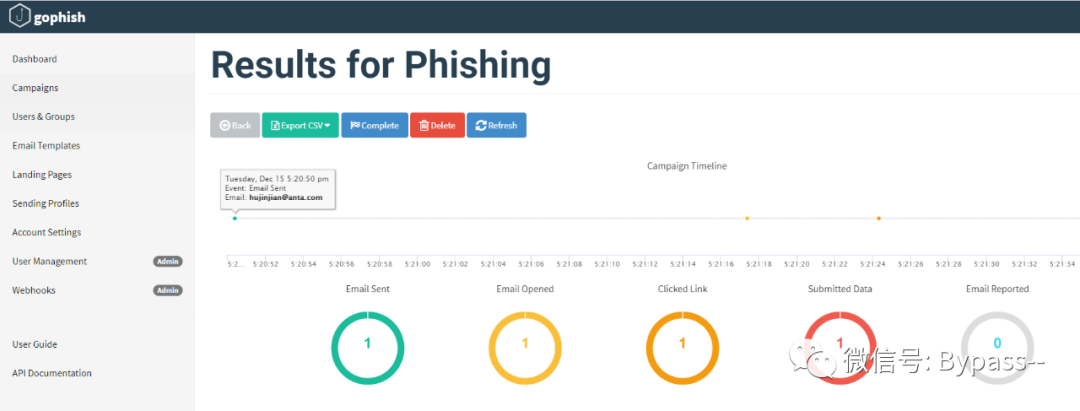 gophish
Dashboard
Campaigns
Users & Groups
Email Templates
Landing Pages
Sending Profiles
Account Settings
User Management Admin
Webhooks Admin
User Guide
API Documentation
Results for Phishing
Back Export CSV Complete Delete Refresh
Campaign Timeline
Tuesday, Dec 15 5:20:50 pm
Event: Email Sent
Email: hujinjian@anta.com
5:2... 5:20:52 5:20:54 5:20:56 5:20:58 5:21:00 5:21:02 5:21:04 5:21:06 5:21:08 5:21:10 5:21:12 5:21:14 5:21:16 5:21:18 5:21:20 5:21:22 5:21:24 5:21:26 5:21:28 5:21:30 5:21:32 5:21:34
Email Sent Email Opened Clicked Link Submitted Data Email Reported
1 1 1 1 0
微信号: Bypass--